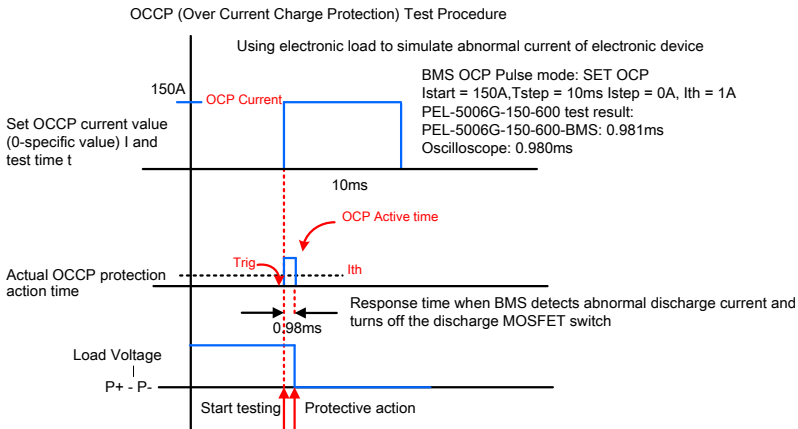 OCCP (Over Current Charge Protection) Test Procedure
Using electronic load to simulate abnormal current of electronic device
BMS OCP Pulse mode: SET OCP
Istart = 150A,Tstep = 10ms Istep = 0A, Ith = 1A
PEL-5006G-150-600 test result:
PEL-5006G-150-600-BMS: 0.981ms
Oscilloscope: 0.980ms
150A
OCP Current
Set OCCP current value
(0-specific value) I and
test time t
10ms
OCP Active time
Trig
Ith
Actual OCCP protection
action time
0.98ms
Response time when BMS detects abnormal discharge current and
turns off the discharge MOSFET switch
Load Voltage
|
P+ - P-
Start testing
Protective action